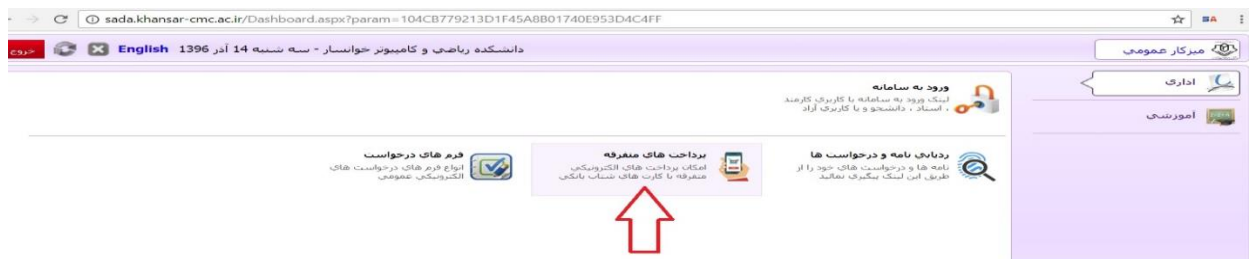 sada.khansar-cmc.ac.ir/Dashboard.aspx?param=104CB779213D1F45A8B01740E953D4C4FF
میزکار عمومی
دانشکده ریاضی و کامپیوتر خوانسار - سه شنبه 14 آذر 1396 English
خروج
اداری
آموزشی
ورود به سامانه
لینک ورود به سامانه با کاربری کارمند
، استاد ، دانشجو و یا کاربری آزاد
ردیابی نامه و درخواست ها
نامه ها و درخواست های خود را از
طریق این لینک پیگیری نمائید
پرداخت های متفرقه
امکان پرداخت های الکترونیکی
متفرقه با کارت های شتاب بانکی
فرم های درخواست
انواع فرم های درخواست های
الکترونیکی عمومی